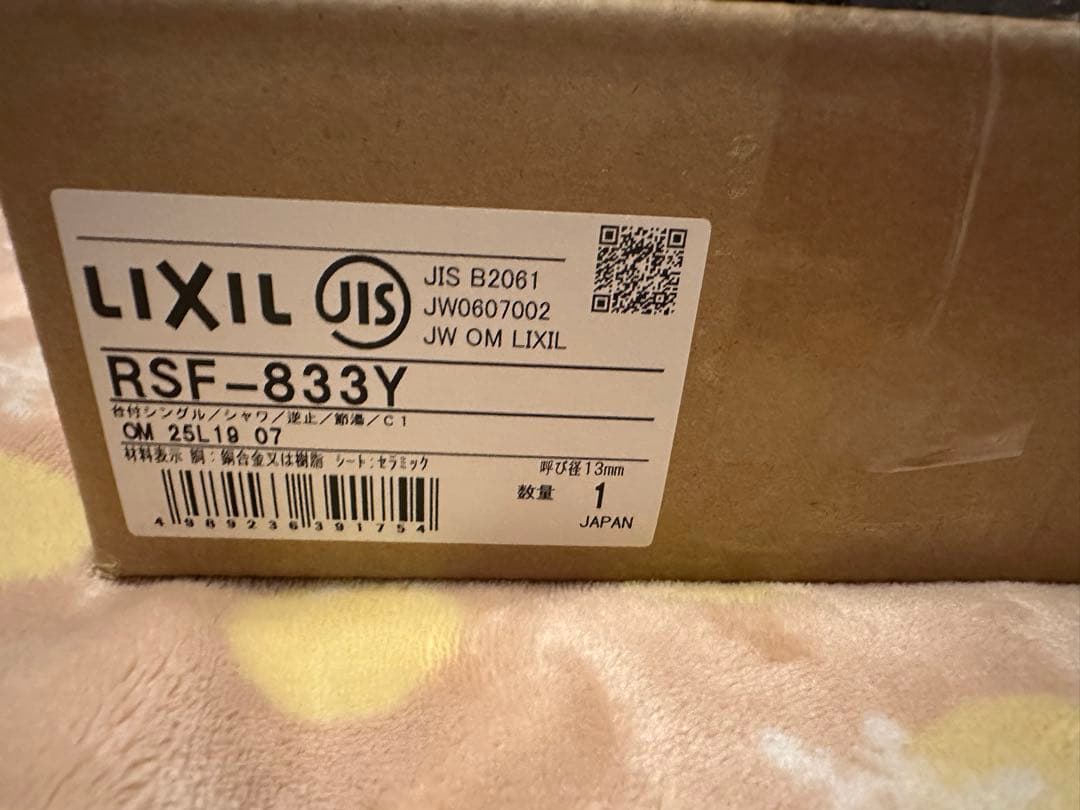 LIXIL JIS
JIS B2061
JW0607002
JW OM LIXIL
RSF-833Y
台付シングル/シャワ/逆止/節湯/C1
OM 25L19 07
材料表示 胴:銅合金又は樹脂 シート:セラミック
呼び径13mm
数量 1
JAPAN
4989236391754